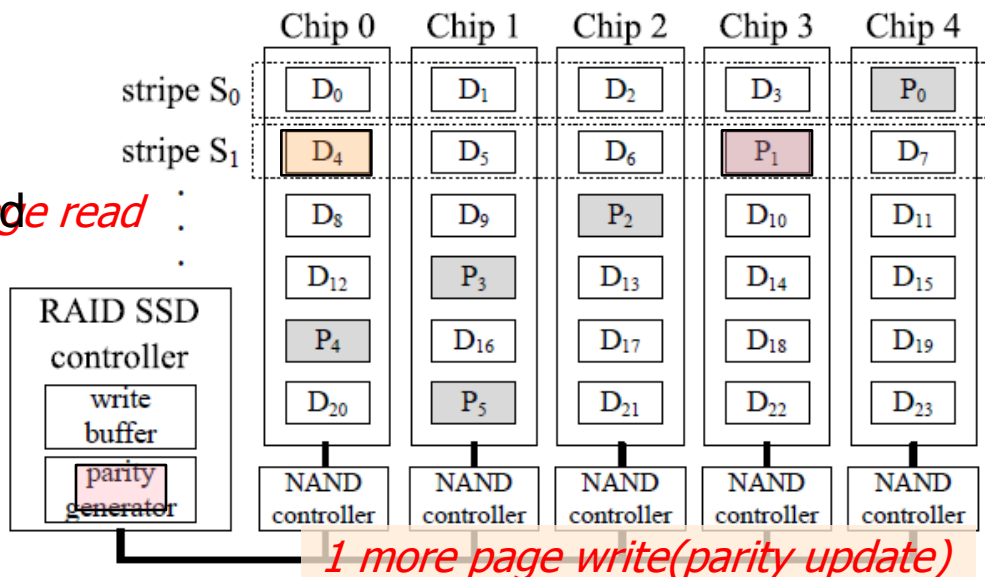 Chip 0 Chip 1 Chip 2 Chip 3 Chip 4
stripe S₀ D₀ D₁ D₂ D₃ P₀
stripe S₁ D₄ D₅ D₆ P₁ D₇
read D₈ D₉ P₂ D₁₀ D₁₁
D₁₂ P₃ D₁₃ D₁₄ D₁₅
RAID SSD
controller
P₄ D₁₆ D₁₇ D₁₈ D₁₉
write
buffer
D₂₀ P₅ D₂₁ D₂₂ D₂₃
parity
generator
NAND NAND NAND NAND NAND
controller controller controller controller controller
1 more page write(parity update)